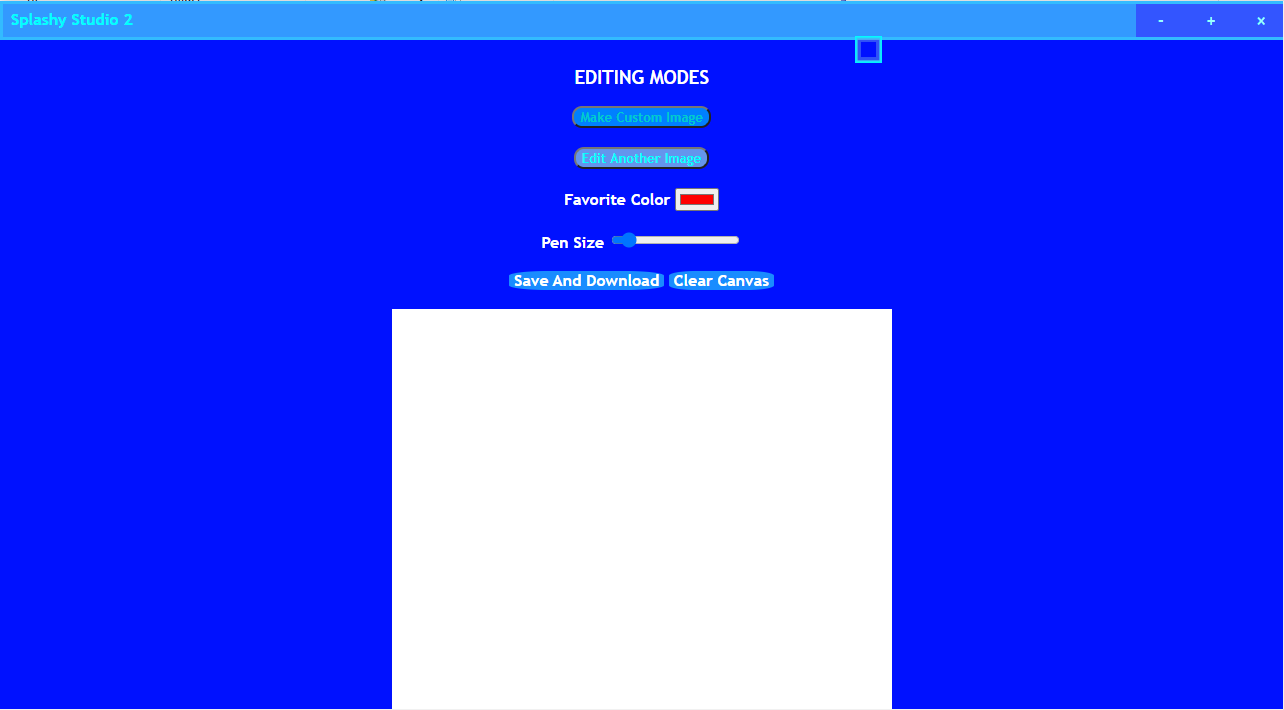 Splashy Studio 2 - + ×
EDITING MODES
Make Custom Image
Edit Another Image
Favorite Color
Pen Size
Save And Download Clear Canvas